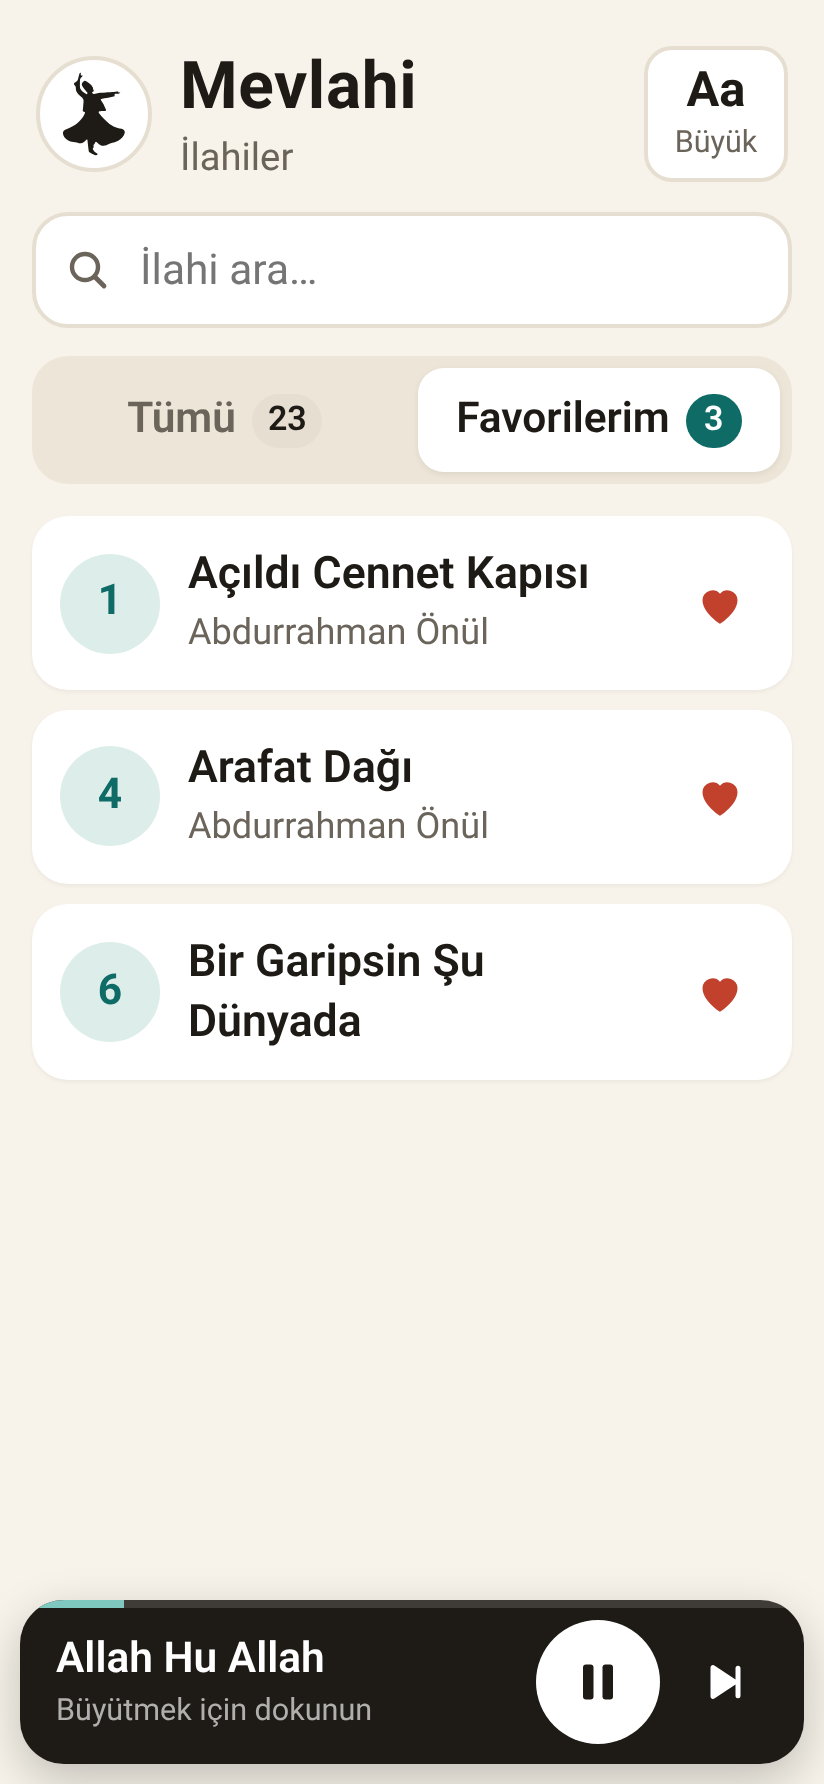 Mevlahi
İlahiler
Aa
Büyük
İlahi ara...
Tümü 23
Favorilerim 3
1
Açıldı Cennet Kapısı
Abdurrahman Önül
4
Arafat Dağı
Abdurrahman Önül
6
Bir Garipsin Şu
Dünyada
Allah Hu Allah
Büyütmek için dokunun